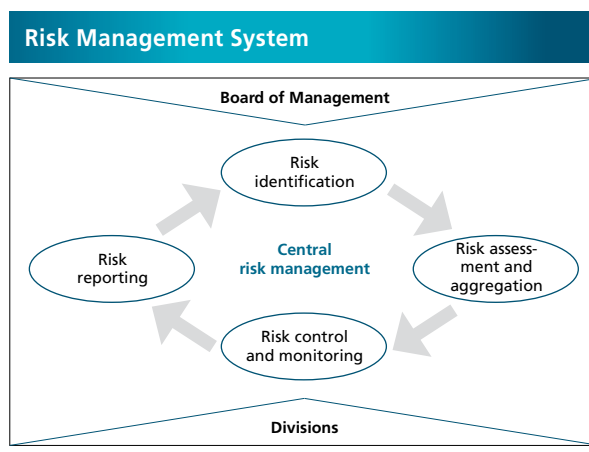 Risk Management System
Board of Management
Risk
identification
Risk
reporting
Central
risk management
Risk assess-
ment and
aggregation
Risk control
and monitoring
Divisions